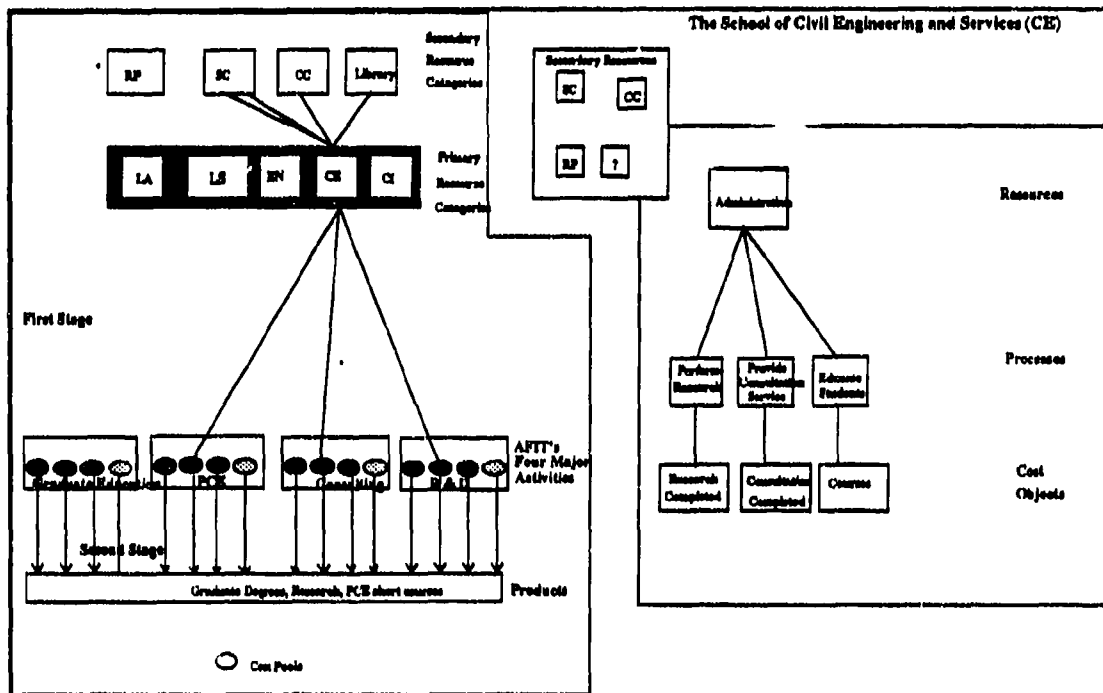 The School of Civil Engineering and Services (CE)
Secondary
Resource
Categories
RP
SC
CC
Library
LA
LS
EN
CE
CI
Primary
Resource
Categories
First Stage
AFIT's
Four Major
Activities
Graduate Education
PCE
Consulting
R & D
Second Stage
Graduate Degrees, Research, PCE short courses
Products
Cost Pools
Secondary Resources
SC
CC
RP
?
Administration
Resources
Perform
Research
Provide
Consultation
Service
Educate
Students
Processes
Research
Completed
Consultation
Completed
Courses
Cost
Objects